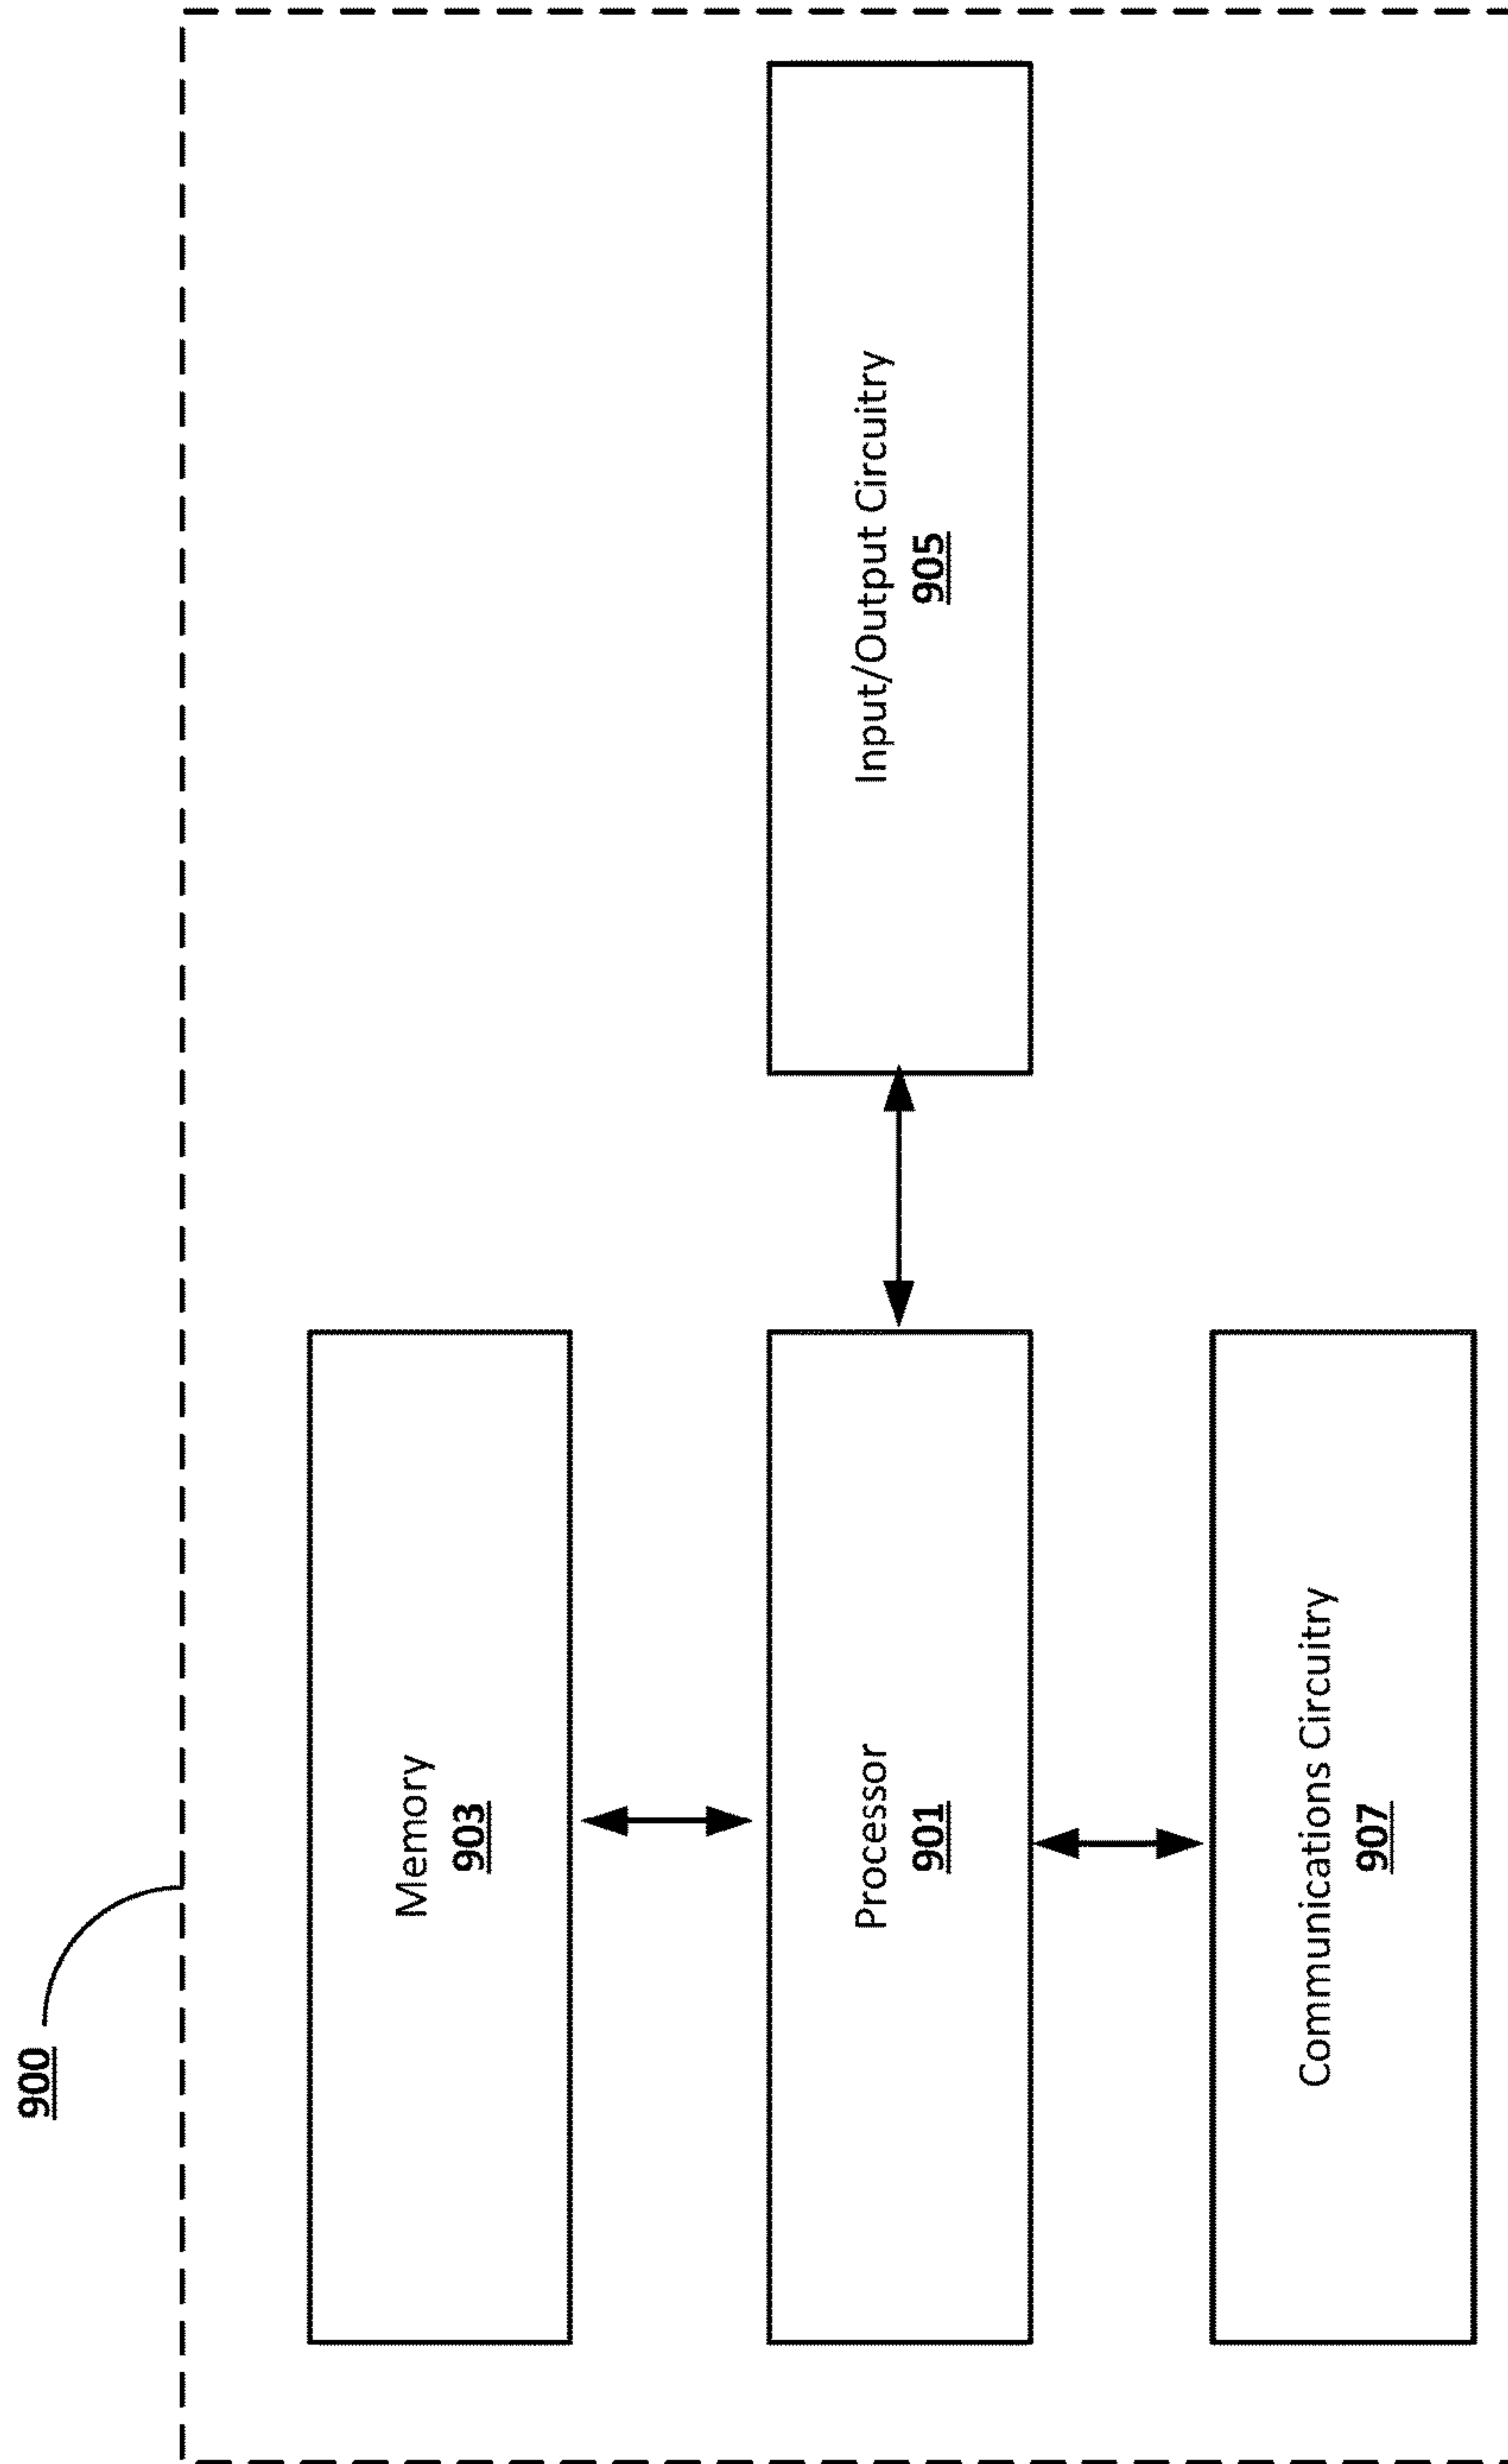 900
Memory
903
Processor
901
Input/Output Circuitry
905
Communications Circuitry
907